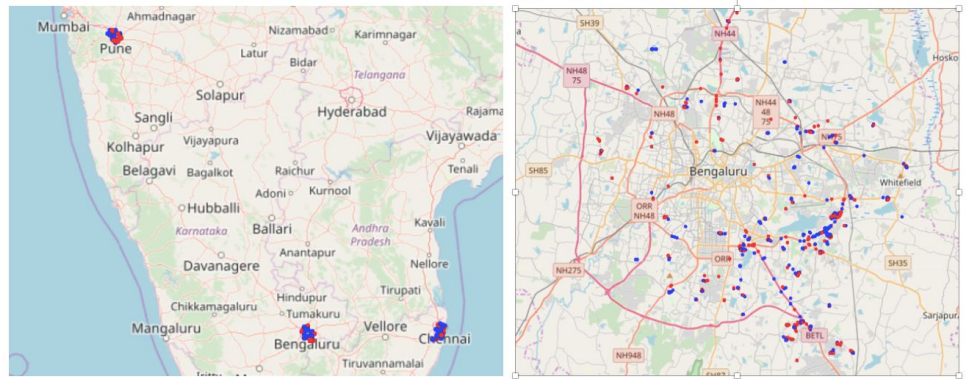 Ahmadnagar
Mumbai
Nizamabad
Karimnagar
Pune
Latur
Bidar
Telangana
Solapur
Hyderabad
Rajama
Sangli
Vijayapura
Vijayawada
Kolhapur
Belagavi
Bagalkot
Raichur
Tenali
Adoni
Kurnool
Hubballi
Karnataka
Ballari
Andhra
Pradesh
Kavali
Anantapur
Davanagere
Nellore
Tirupati
Hindupur
Chikkamagaluru
Tumakuru
Mangaluru
Vellore
Bengaluru
Chennai
Tiruvannamalai
SH39
NH44
NH48
75
Hosko
NH48
NH44
48
75
SH85
Bengaluru
Whitefield
ORR
NH48
ORR
NH275
SH35
Sarjapur
BETL
NH948
SH87